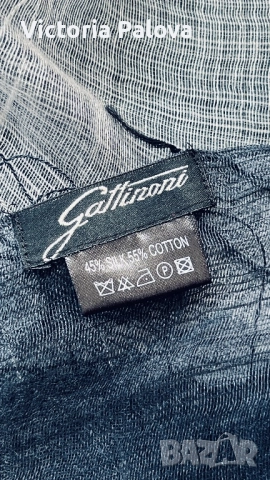 Victoria Palova
Gattinoni
45% SILK 55% COTTON
P
BAZAR